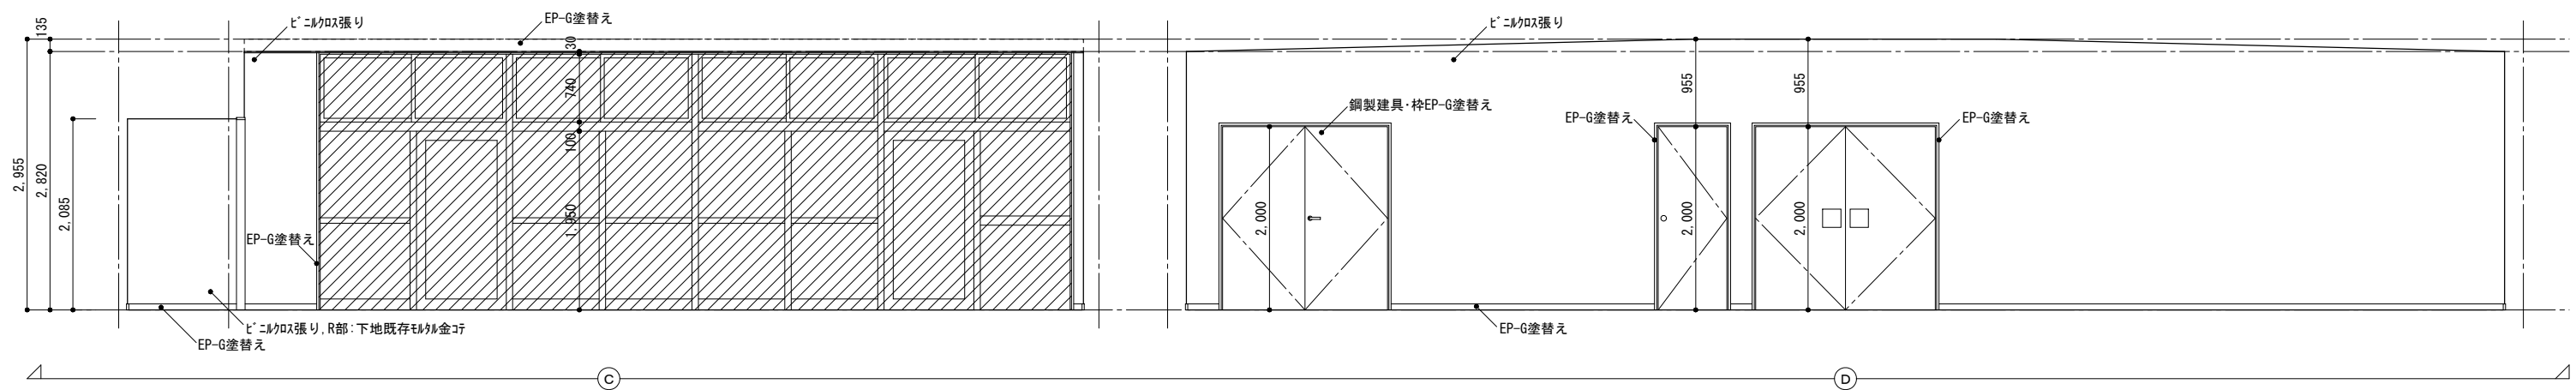 ﾋﾞﾆﾙｸﾛｽ張り
EP-G塗替え
135
2,955
2,820
2,085
30
740
100
1,950
EP-G塗替え
ﾋﾞﾆﾙｸﾛｽ張り,R部:下地既存ﾓﾙﾀﾙ金ｺﾃ
EP-G塗替え
C
ﾋﾞﾆﾙｸﾛｽ張り
955
955
鋼製建具・枠EP-G塗替え
EP-G塗替え
EP-G塗替え
2,000
2,000
2,000
EP-G塗替え
D